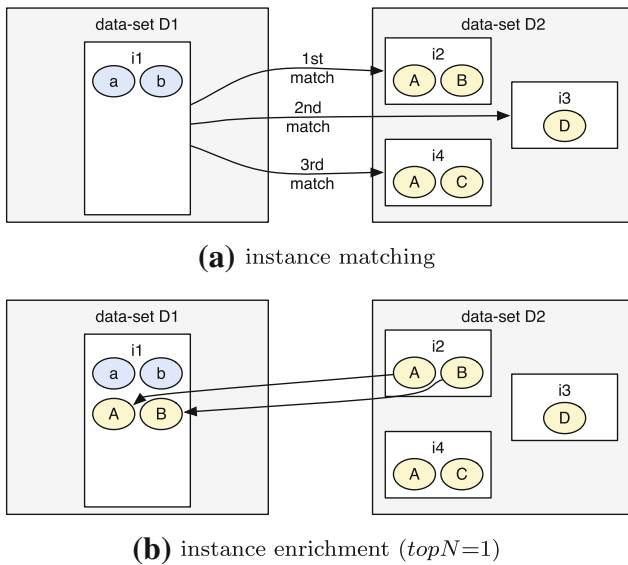 data-set D1
data-set D2
i1
a b
1st
match
i2
A B
2nd
match
i3
D
3rd
match
i4
A C
(a) instance matching
data-set D1
data-set D2
i1
a b
A B
i2
A B
i3
D
i4
A C
(b) instance enrichment (topN=1)